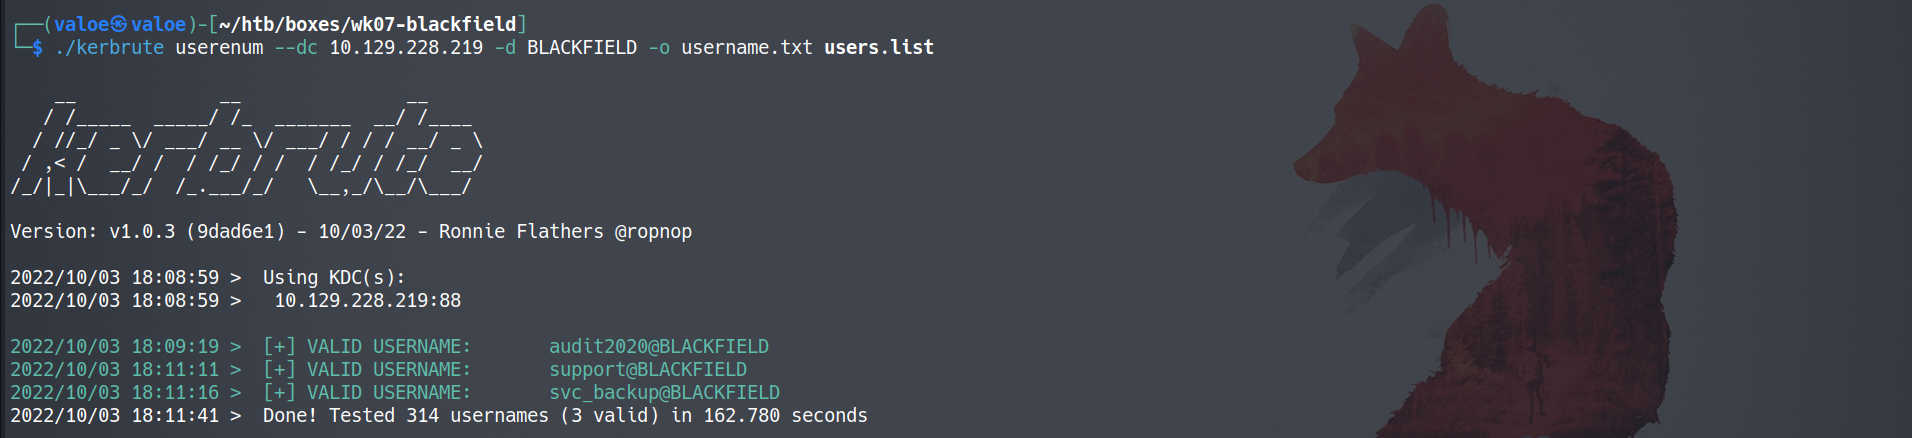 ┌──(valoe㉿valoe)-[~/htb/boxes/wk07-blackfield]
└─$ ./kerbrute userenum --dc 10.129.228.219 -d BLACKFIELD -o username.txt users.list
    __             __               __
   / /_____  _____/ /_  _______  __/ /____
  / //_/ _ \/ ___/ __ \/ ___/ / / / __/ _ \
 / ,< /  __/ /  / /_/ / /  / /_/ / /_/  __/
/_/|_|\___/_/  /_.___/_/   \__,_/\__/\___/
Version: v1.0.3 (9dad6e1) - 10/03/22 - Ronnie Flathers @ropnop
2022/10/03 18:08:59 >  Using KDC(s):
2022/10/03 18:08:59 >   10.129.228.219:88
2022/10/03 18:09:19 >  [+] VALID USERNAME:       audit2020@BLACKFIELD
2022/10/03 18:11:11 >  [+] VALID USERNAME:       support@BLACKFIELD
2022/10/03 18:11:16 >  [+] VALID USERNAME:       svc_backup@BLACKFIELD
2022/10/03 18:11:41 >  Done! Tested 314 usernames (3 valid) in 162.780 seconds